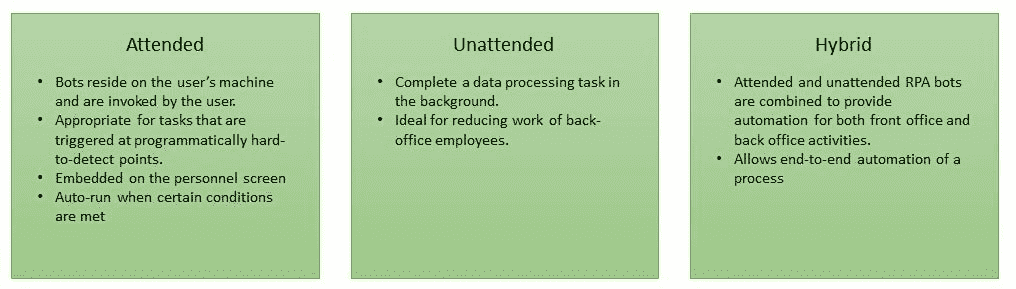 Attended
• Bots reside on the user's machine
and are invoked by the user.
• Appropriate for tasks that are
triggered at programmatically hard-
to-detect points.
• Embedded on the personnel screen
• Auto-run when certain conditions
are met
Unattended
• Complete a data processing task in
the background.
• Ideal for reducing work of back-
office employees.
Hybrid
• Attended and unattended RPA bots
are combined to provide
automation for both front office and
back office activities.
• Allows end-to-end automation of a
process